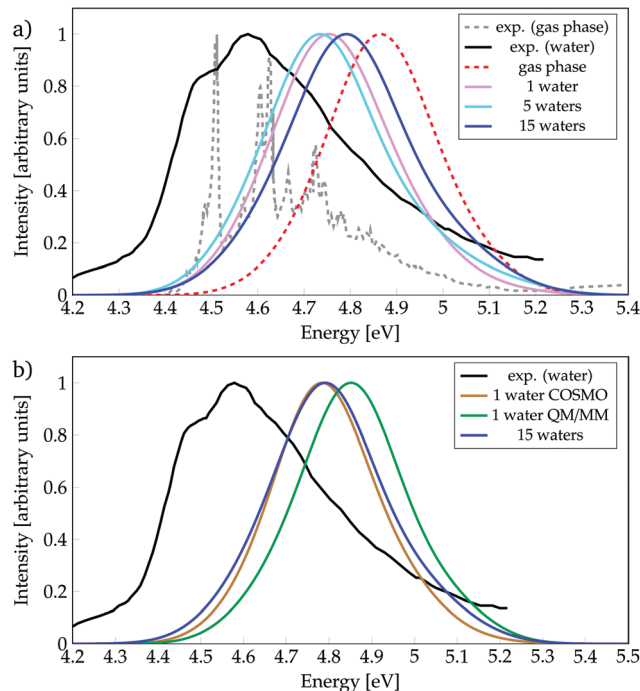 a)
exp. (gas phase)
exp. (water)
gas phase
1 water
5 waters
15 waters
Intensity [arbitrary units]
1
0.8
0.6
0.4
0.2
0
4.2 4.3 4.4 4.5 4.6 4.7 4.8 4.9 5 5.1 5.2 5.3 5.4
Energy [eV]
b)
exp. (water)
1 water COSMO
1 water QM/MM
15 waters
Intensity [arbitrary units]
1
0.8
0.6
0.4
0.2
0
4.2 4.3 4.4 4.5 4.6 4.7 4.8 4.9 5 5.1 5.2 5.3 5.4 5.5
Energy [eV]